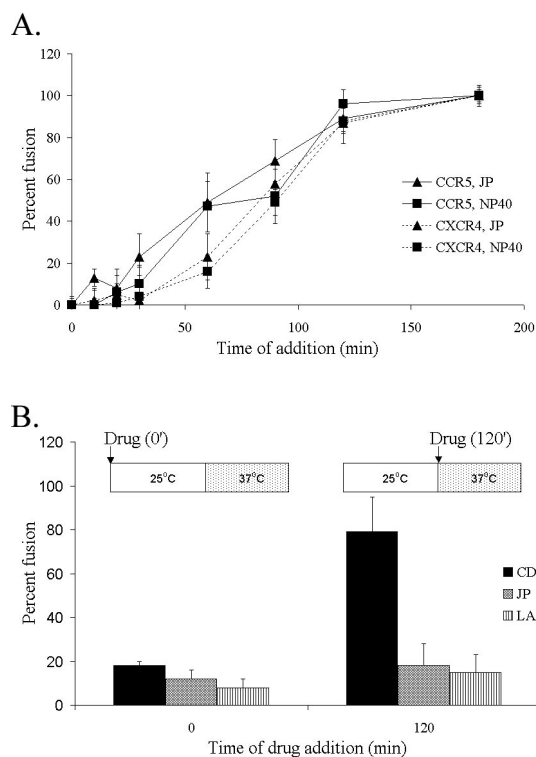 A.
120
100
80
60
40
20
0
Percent fusion
0 50 100 150 200
Time of addition (min)
CCR5, JP
CCR5, NP40
CXCR4, JP
CXCR4, NP40
B.
Drug (0')
Drug (120')
25°C 37°C
25°C 37°C
120
100
80
60
40
20
0
Percent fusion
CD
JP
LA
0 120
Time of drug addition (min)